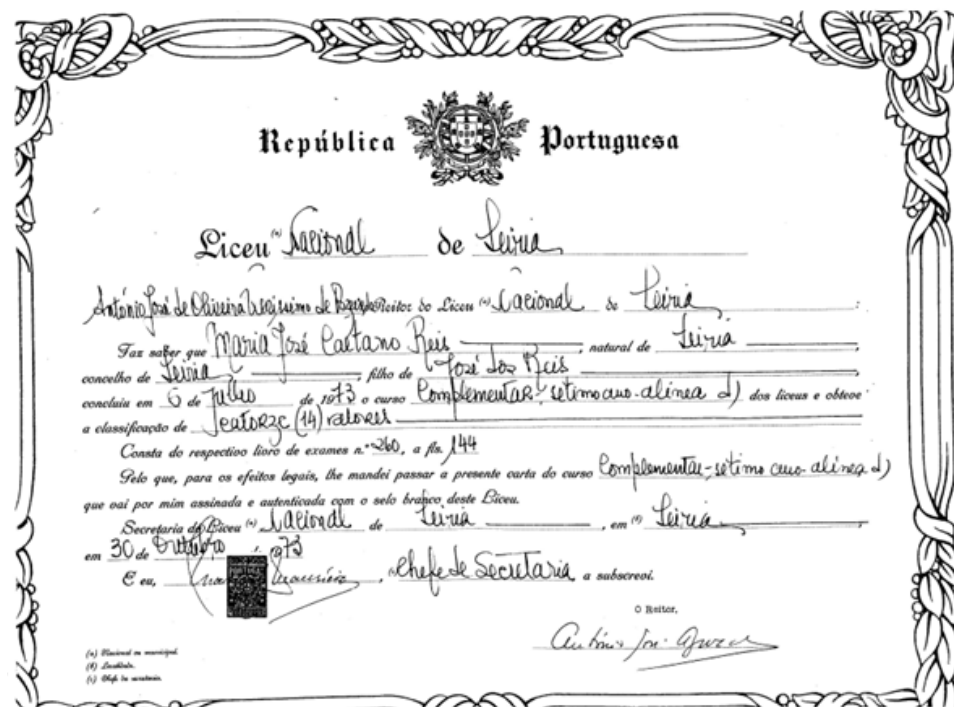 República Portuguesa
Liceu (a) Nacional de Leiria
António José de Oliveira de Reitor do Liceu (a) Nacional de Leiria :
Faz saber que Maria José Caetano Reis, natural de Leiria,
concelho de Leiria, filho de José dos Reis,
concluiu em 6 de Julho de 1973 o curso Complementar-sétimo ano-alínea d) dos liceus e obteve
a classificação de catorze (14) valores
Consta do respectivo livro de exames n.º 260, a fls. 144
Pelo que, para os efeitos legais, lhe mandei passar a presente carta do curso Complementar-sétimo ano-alínea d)
que vai por mim assinada e autenticada com o selo branco deste Liceu.
Secretaria do Liceu (a) Nacional de Leiria, em (b) Leiria,
em 30 de Outubro 1973
E eu, , Chefe de Secretaria a subscrevi.
O Reitor,
António José
(a) Nacional ou municipal.
(b) Localidade.
(c) Chefe da secretaria.